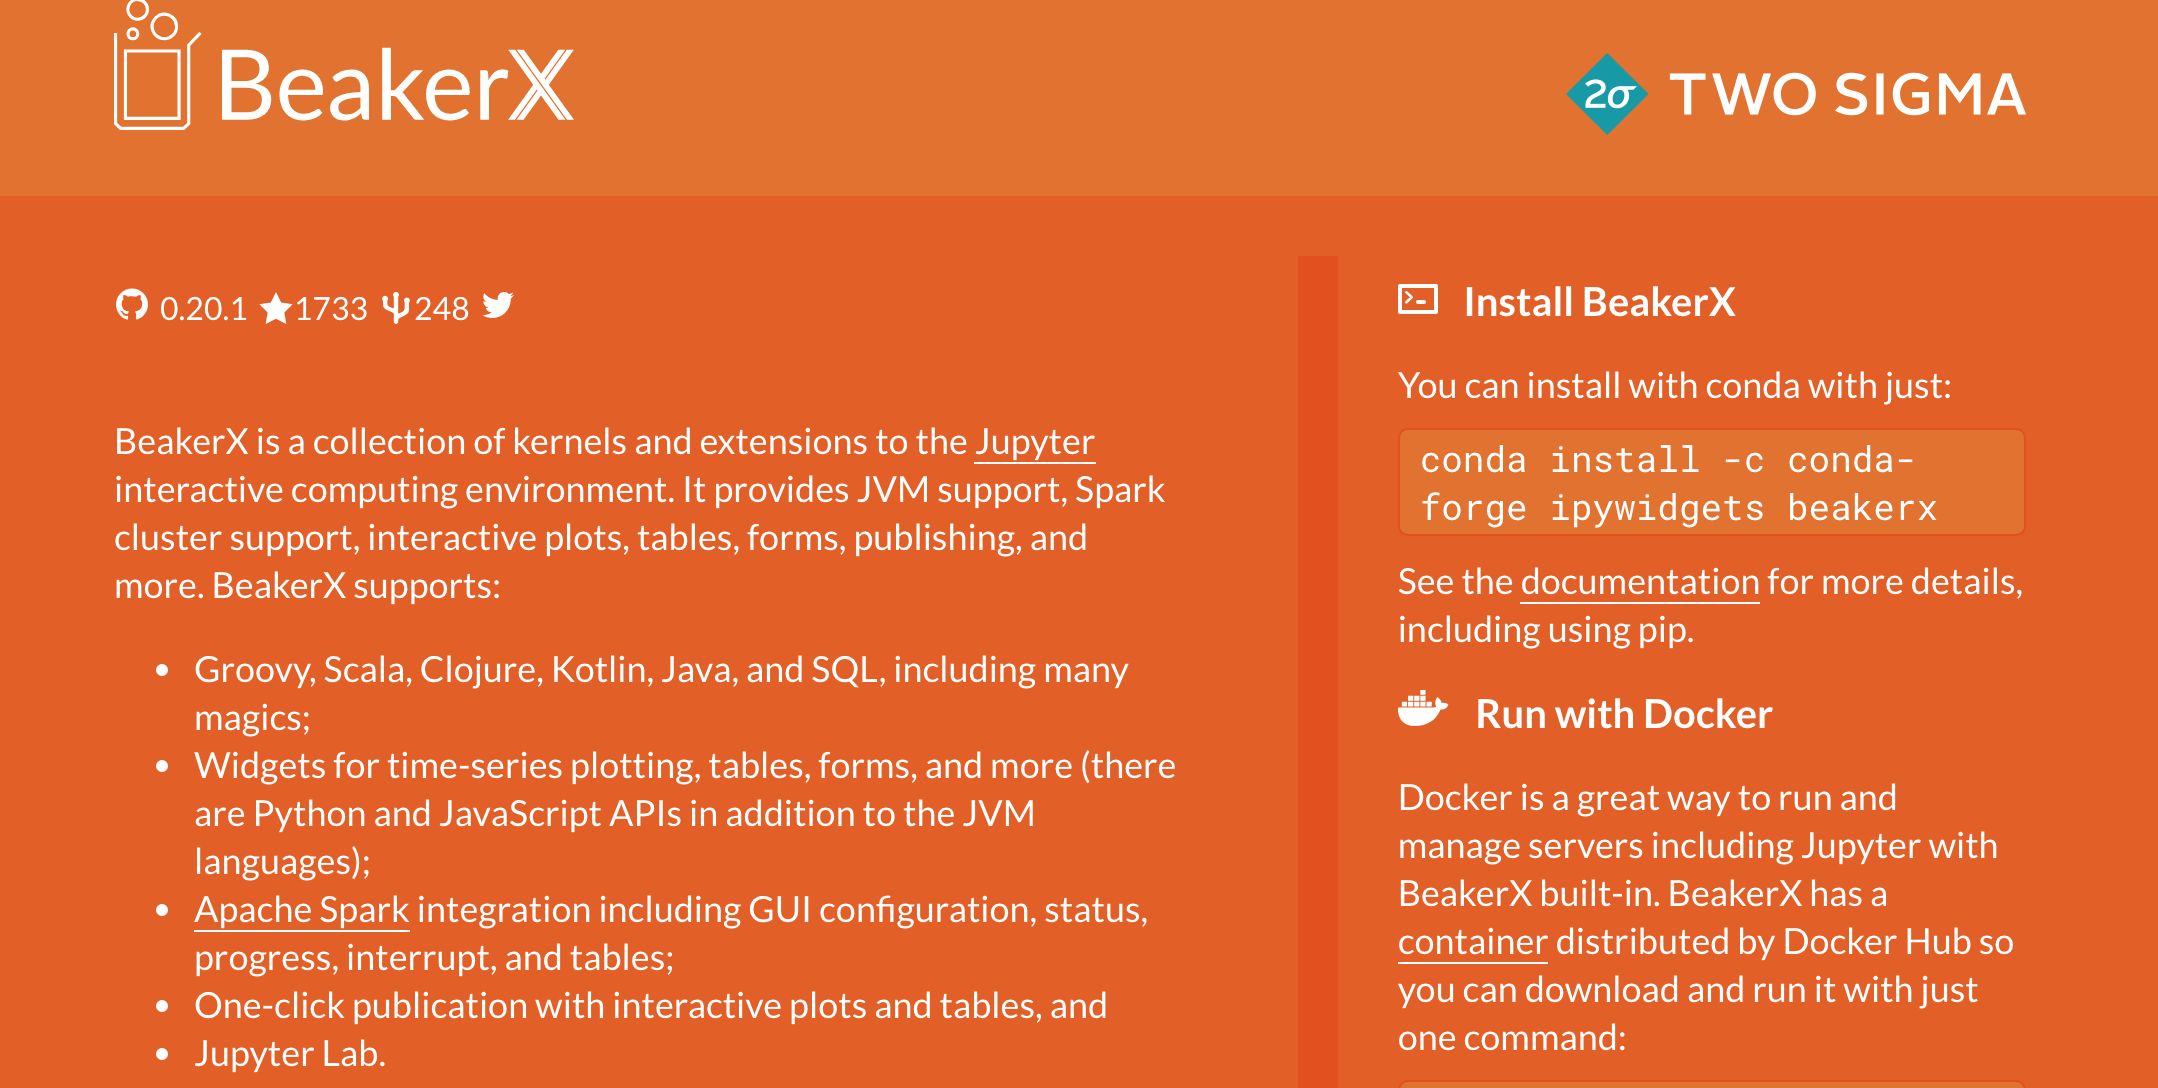 BeakerX
2σ TWO SIGMA
0.20.1 1733 248
BeakerX is a collection of kernels and extensions to the Jupyter
interactive computing environment. It provides JVM support, Spark
cluster support, interactive plots, tables, forms, publishing, and
more. BeakerX supports:
• Groovy, Scala, Clojure, Kotlin, Java, and SQL, including many
magics;
• Widgets for time-series plotting, tables, forms, and more (there
are Python and JavaScript APIs in addition to the JVM
languages);
• Apache Spark integration including GUI configuration, status,
progress, interrupt, and tables;
• One-click publication with interactive plots and tables, and
• Jupyter Lab.
Install BeakerX
You can install with conda with just:
conda install -c conda-
forge ipywidgets beakerx
See the documentation for more details,
including using pip.
Run with Docker
Docker is a great way to run and
manage servers including Jupyter with
BeakerX built-in. BeakerX has a
container distributed by Docker Hub so
you can download and run it with just
one command: